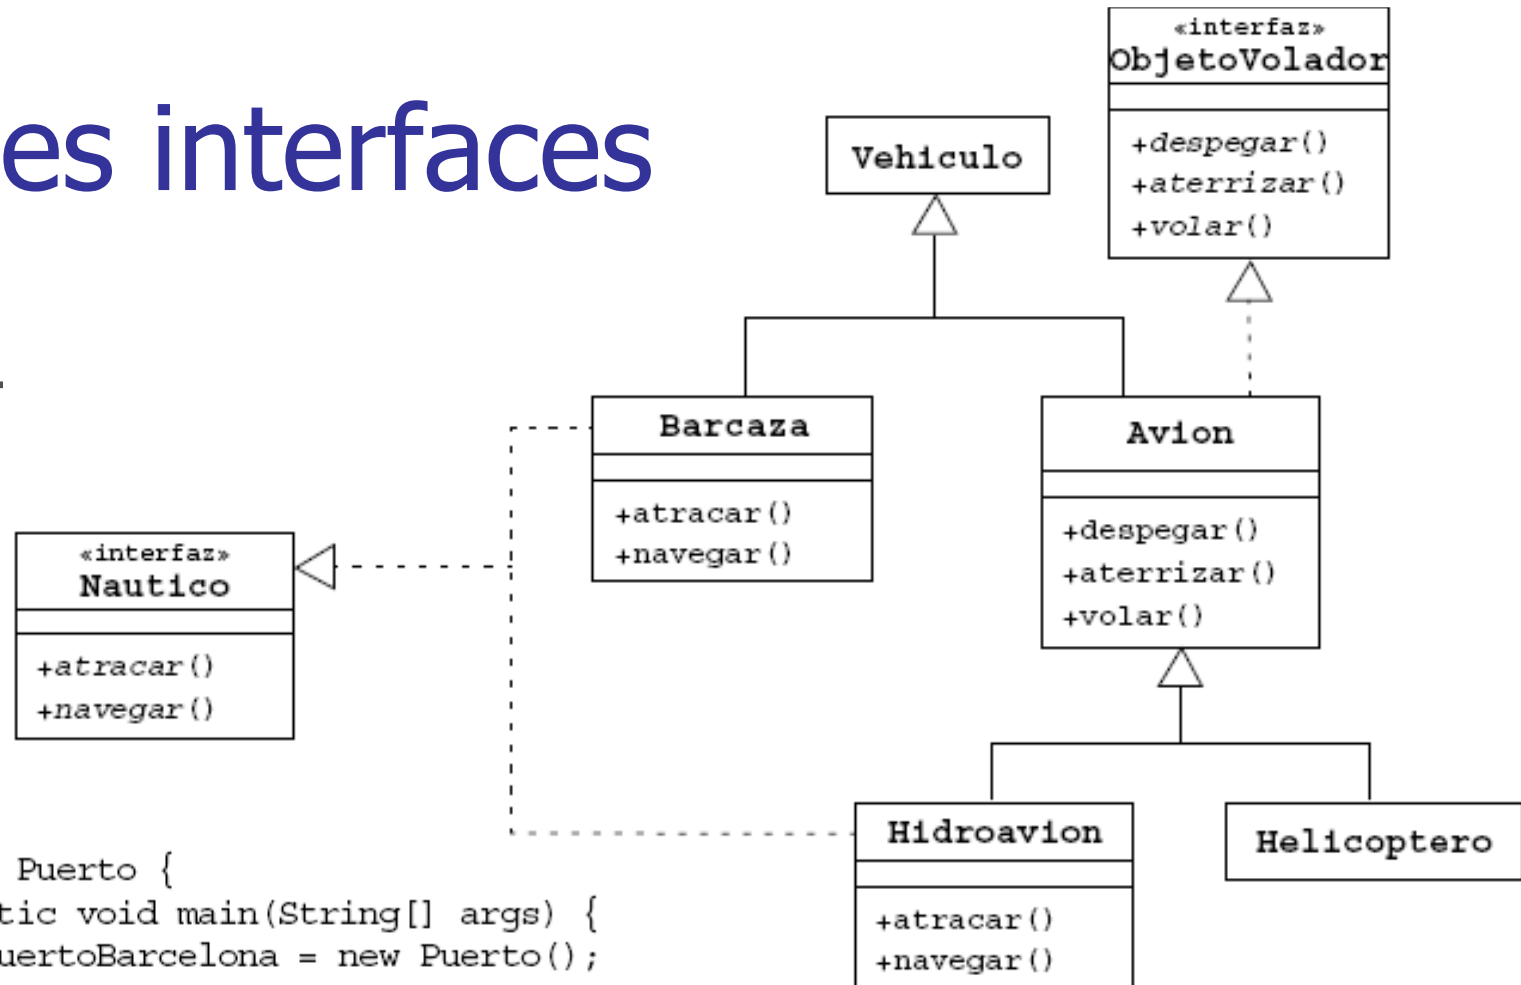 es interfaces
«interfaz»
ObjetoVolador
+despegar()
+aterrizar()
+volar()
Vehiculo
Barcaza
+atracar()
+navegar()
Avion
+despegar()
+aterrizar()
+volar()
«interfaz»
Nautico
+atracar()
+navegar()
Hidroavion
+atracar()
+navegar()
Helicoptero
Puerto {
tic void main(String[] args) {
uertoBarcelona = new Puerto();